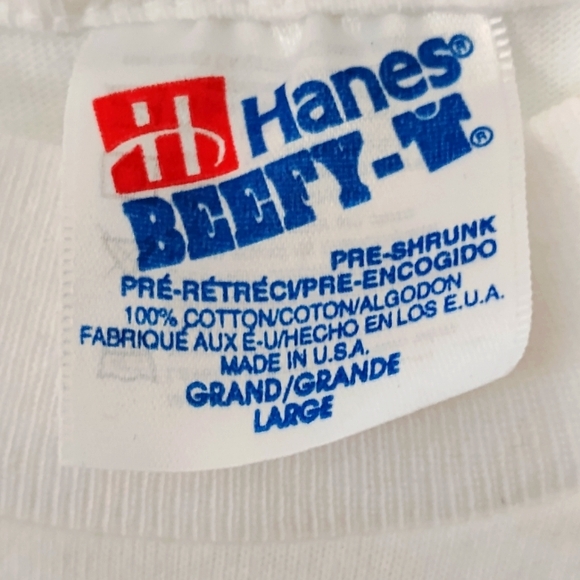 Hanes®
BEEFY-T®
PRE-SHRUNK
PRÉ-RÉTRÉCI/PRE-ENCOGIDO
100% COTTON/COTON/ALGODON
FABRIQUÉ AUX É-U/HECHO EN LOS E.U.A.
MADE IN U.S.A.
GRAND/GRANDE
LARGE